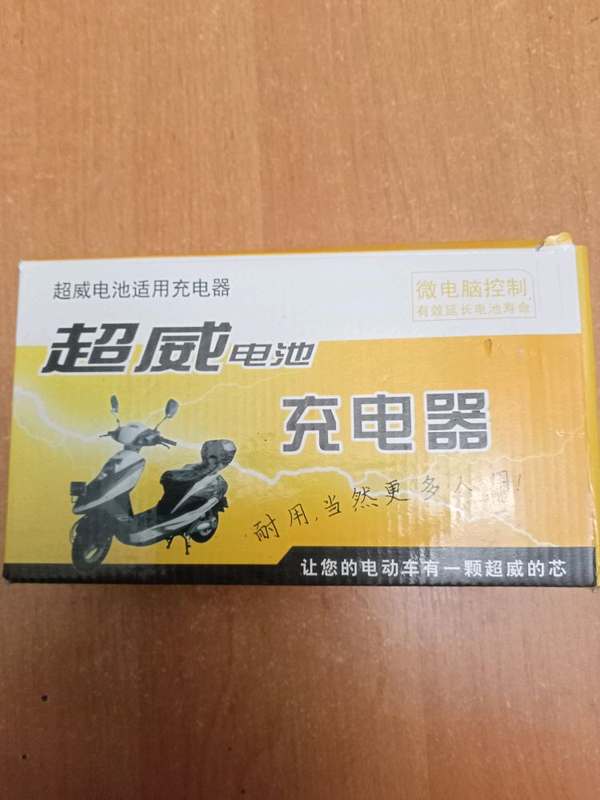 超威电池适用充电器
微电脑控制
有效延长电池寿命
超威电池
充电器
耐用,当然更多人用!
让您的电动车有一颗超威的芯